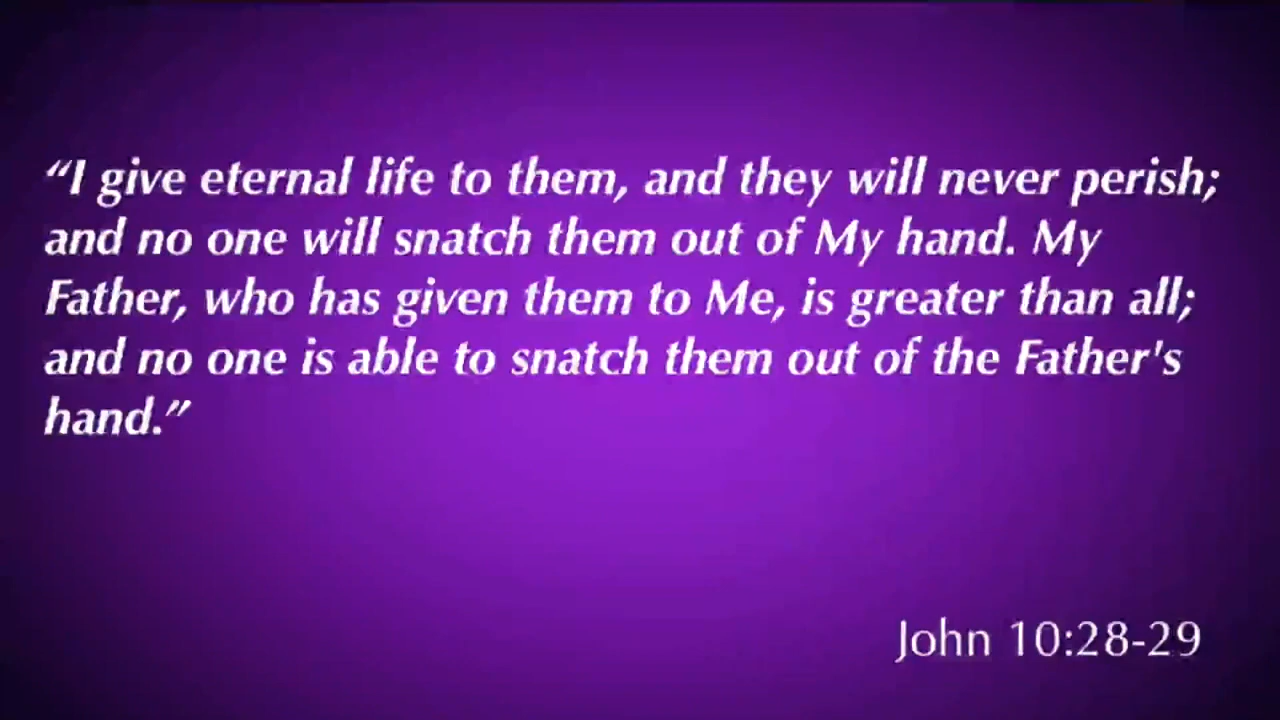 “I give eternal life to them, and they will never perish;
and no one will snatch them out of My hand. My
Father, who has given them to Me, is greater than all;
and no one is able to snatch them out of the Father's
hand.”
John 10:28-29